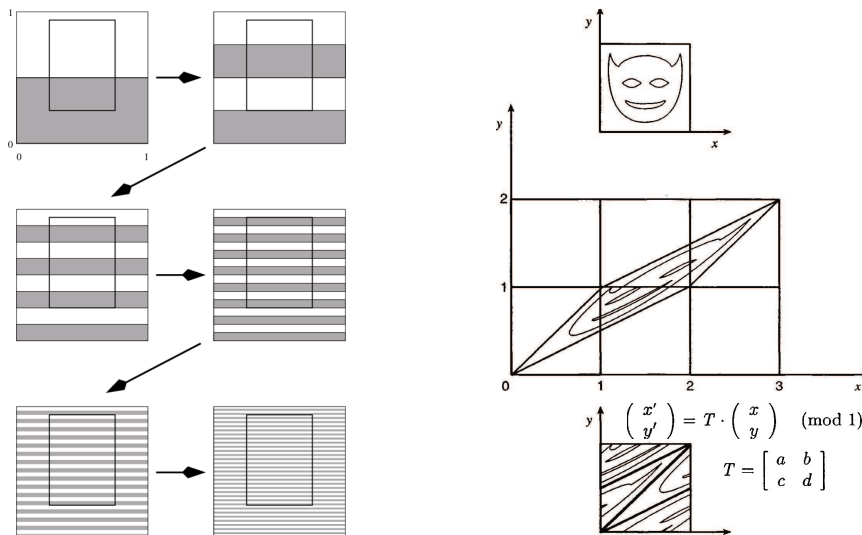 1
0
0 1
y
x
y
2
1
0 1 2 3 x
( x′ y′ ) = T · ( x y ) (mod 1)
T = [ a b c d ]